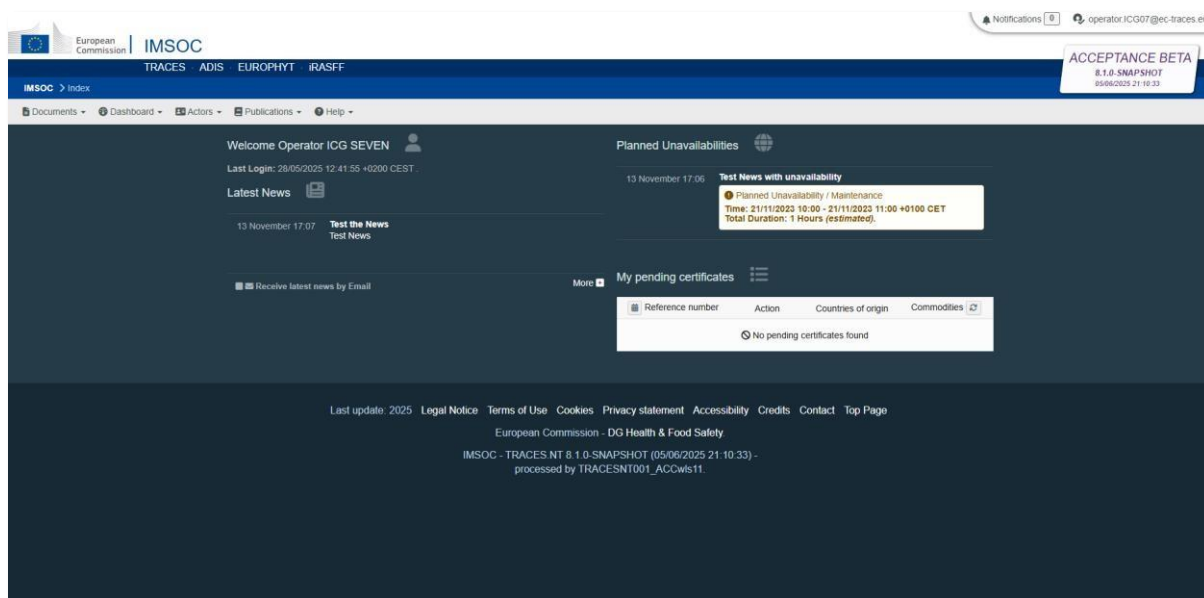 Notifications 0 operator.ICG07@ec-traces.e
European
Commission
IMSOC
ACCEPTANCE BETA
8.1.0-SNAPSHOT
05/06/2025 21:10:33
TRACES · ADIS · EUROPHYT · iRASFF
IMSOC > Index
Documents Dashboard Actors Publications Help
Welcome Operator ICG SEVEN
Last Login: 28/05/2025 12:41:55 +0200 CEST .
Latest News
13 November 17:07 Test the News
Test News
Receive latest news by Email More
Planned Unavailabilities
13 November 17:06 Test News with unavailability
Planned Unavailability / Maintenance
Time: 21/11/2023 10:00 - 21/11/2023 11:00 +0100 CET
Total Duration: 1 Hours (estimated).
My pending certificates
Reference number Action Countries of origin Commodities
No pending certificates found
Last update: 2025 Legal Notice Terms of Use Cookies Privacy statement Accessibility Credits Contact Top Page
European Commission - DG Health & Food Safety
IMSOC - TRACES.NT 8.1.0-SNAPSHOT (05/06/2025 21:10:33) -
processed by TRACESNT001_ACCwls11.